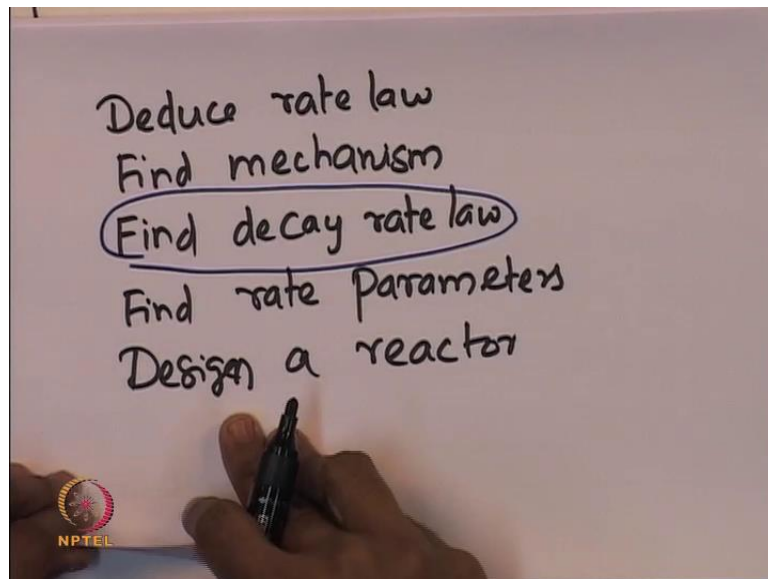 Deduce rate law
Find mechanism
Find decay rate law
Find rate parameters
Design a reactor
NPTEL